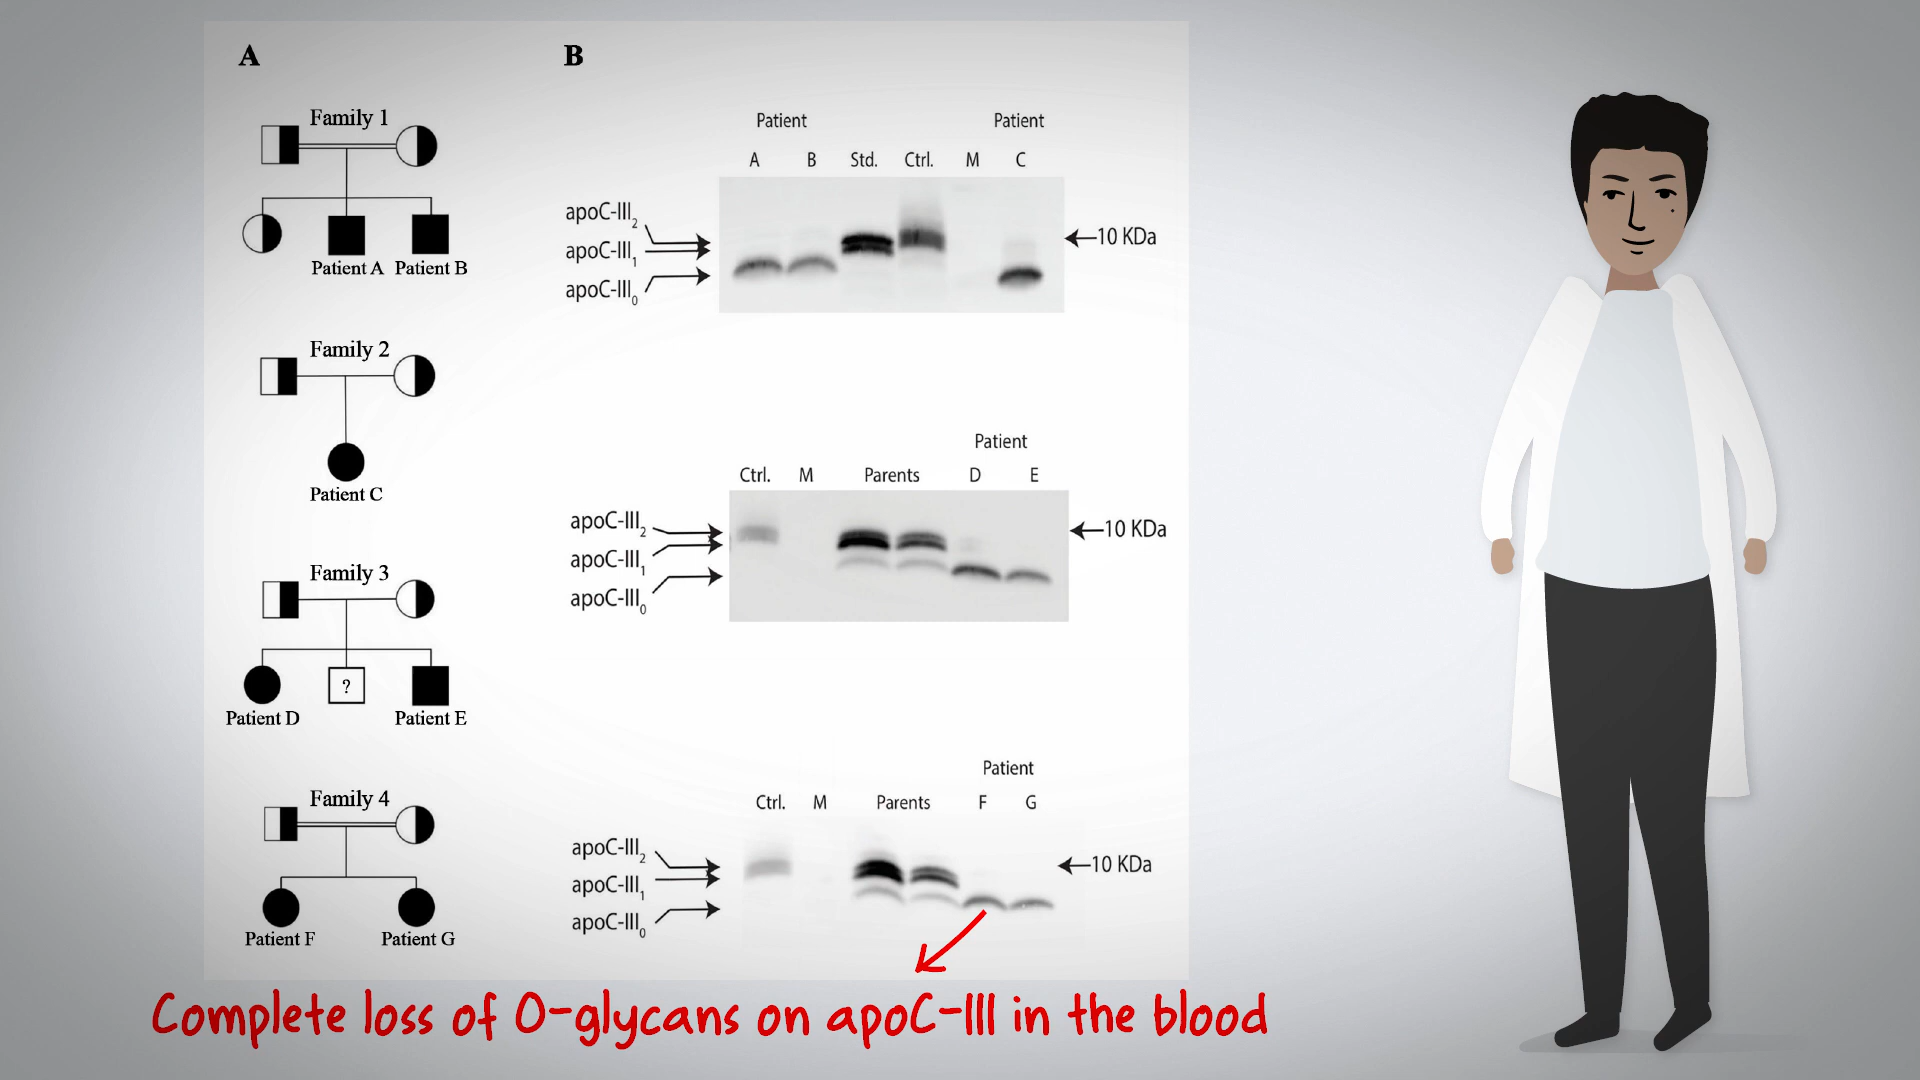 A
Family 1
Patient A Patient B
Family 2
Patient C
Family 3
?
Patient D Patient E
Family 4
Patient F Patient G
B
Patient Patient
A B Std. Ctrl. M C
apoC-III2
apoC-III1
apoC-III0
10 KDa
Patient
Ctrl. M Parents D E
apoC-III2
apoC-III1
apoC-III0
10 KDa
Patient
Ctrl. M Parents F G
apoC-III2
apoC-III1
apoC-III0
10 KDa
Complete loss of O-glycans on apoC-III in the blood